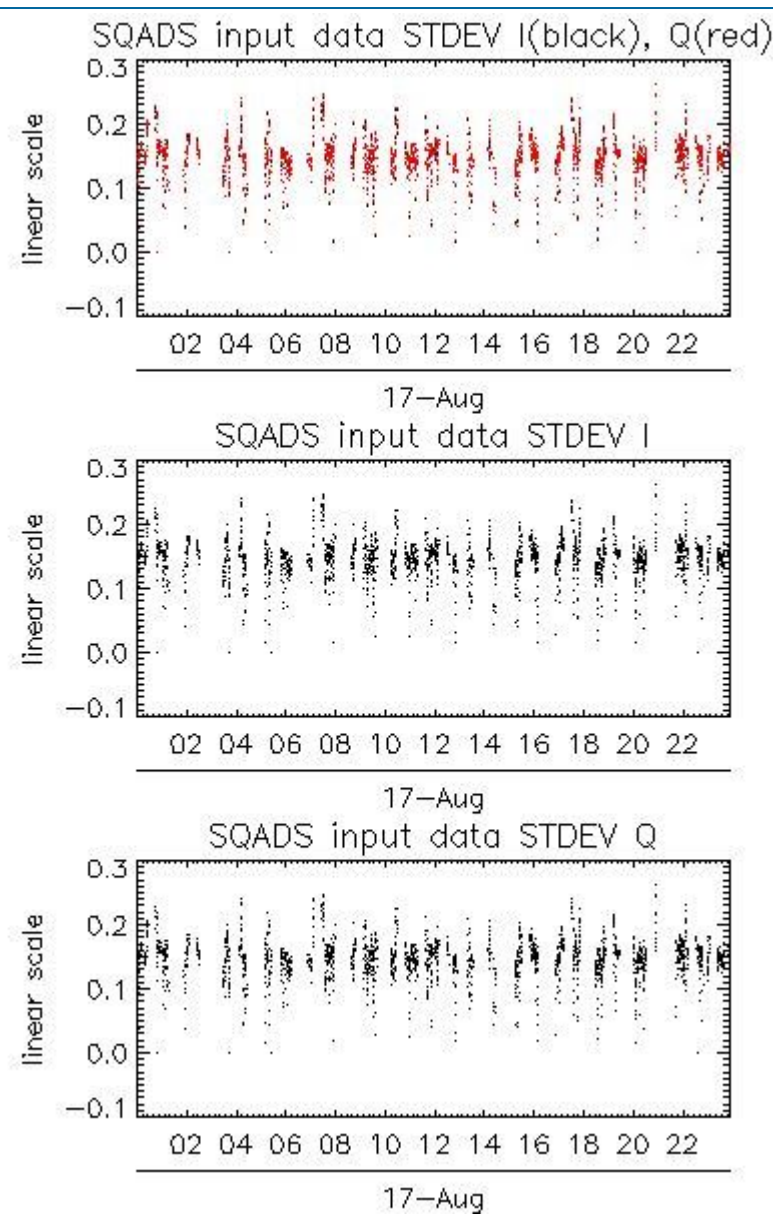 SQADS input data STDEV I(black), Q(red)
0.3
0.2
0.1
0.0
−0.1
linear scale
02 04 06 08 10 12 14 16 18 20 22
17−Aug
SQADS input data STDEV I
0.3
0.2
0.1
0.0
−0.1
linear scale
02 04 06 08 10 12 14 16 18 20 22
17−Aug
SQADS input data STDEV Q
0.3
0.2
0.1
0.0
−0.1
linear scale
02 04 06 08 10 12 14 16 18 20 22
17−Aug